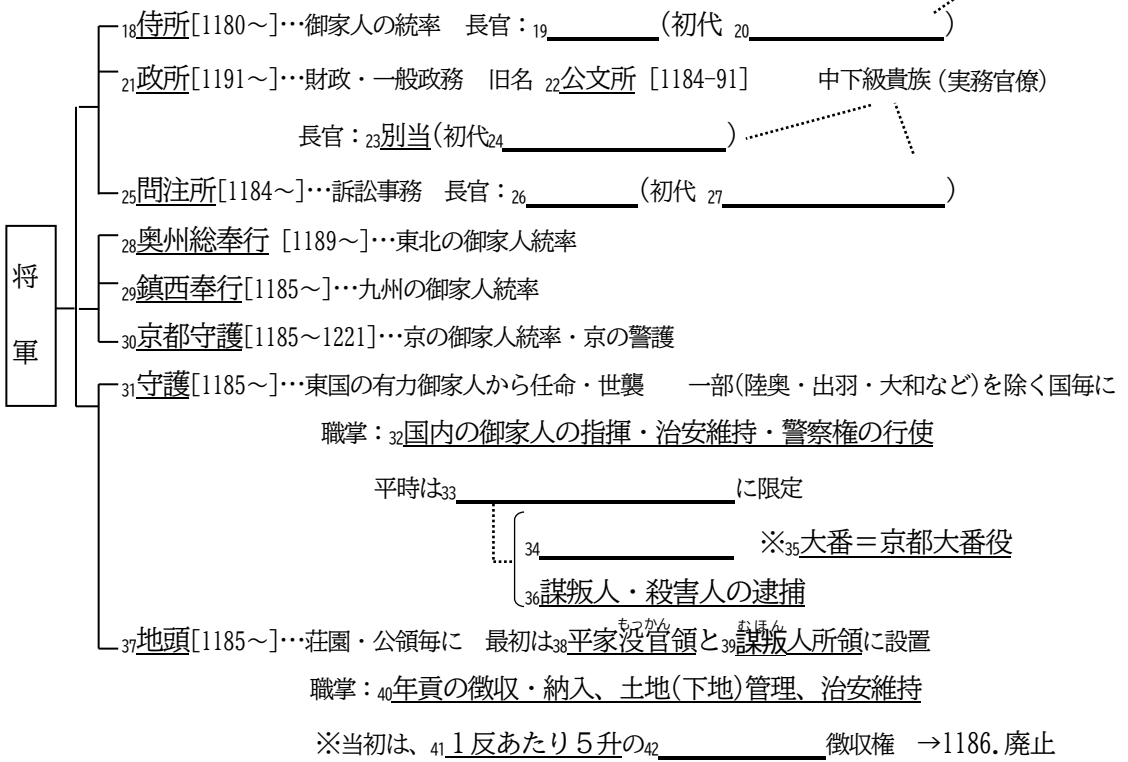 18侍所[1180～]…御家人の統率 長官：19 (初代 20 )
21政所[1191～]…財政・一般政務 旧名 22公文所 [1184-91] 中下級貴族(実務官僚)
長官：23別当(初代24 )
25問注所[1184～]…訴訟事務 長官：26 (初代 27 )
将軍
28奥州総奉行 [1189～]…東北の御家人統率
29鎮西奉行[1185～]…九州の御家人統率
30京都守護[1185～1221]…京の御家人統率・京の警護
31守護[1185～]…東国の有力御家人から任命・世襲 一部(陸奥・出羽・大和など)を除く国毎に
職掌：32国内の御家人の指揮・治安維持・警察権の行使
平時は33 に限定
34 ※35大番＝京都大番役
36謀叛人・殺害人の逮捕
もっかん むほん
37地頭[1185～]…荘園・公領毎に 最初は38平家没官領と39謀叛人所領に設置
職掌：40年貢の徴収・納入、土地(下地)管理、治安維持
※当初は、41１反あたり５升の42 徴収権 →1186.廃止